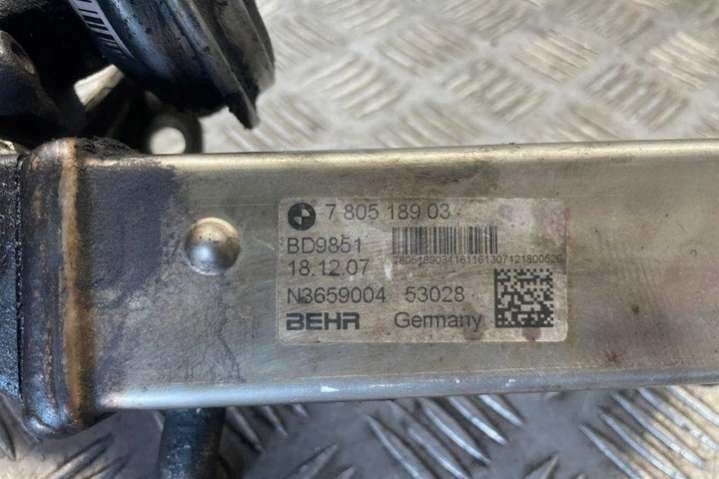 7 805 189 03
BD9851
18.12.07
N3659004 53028
BEHR Germany